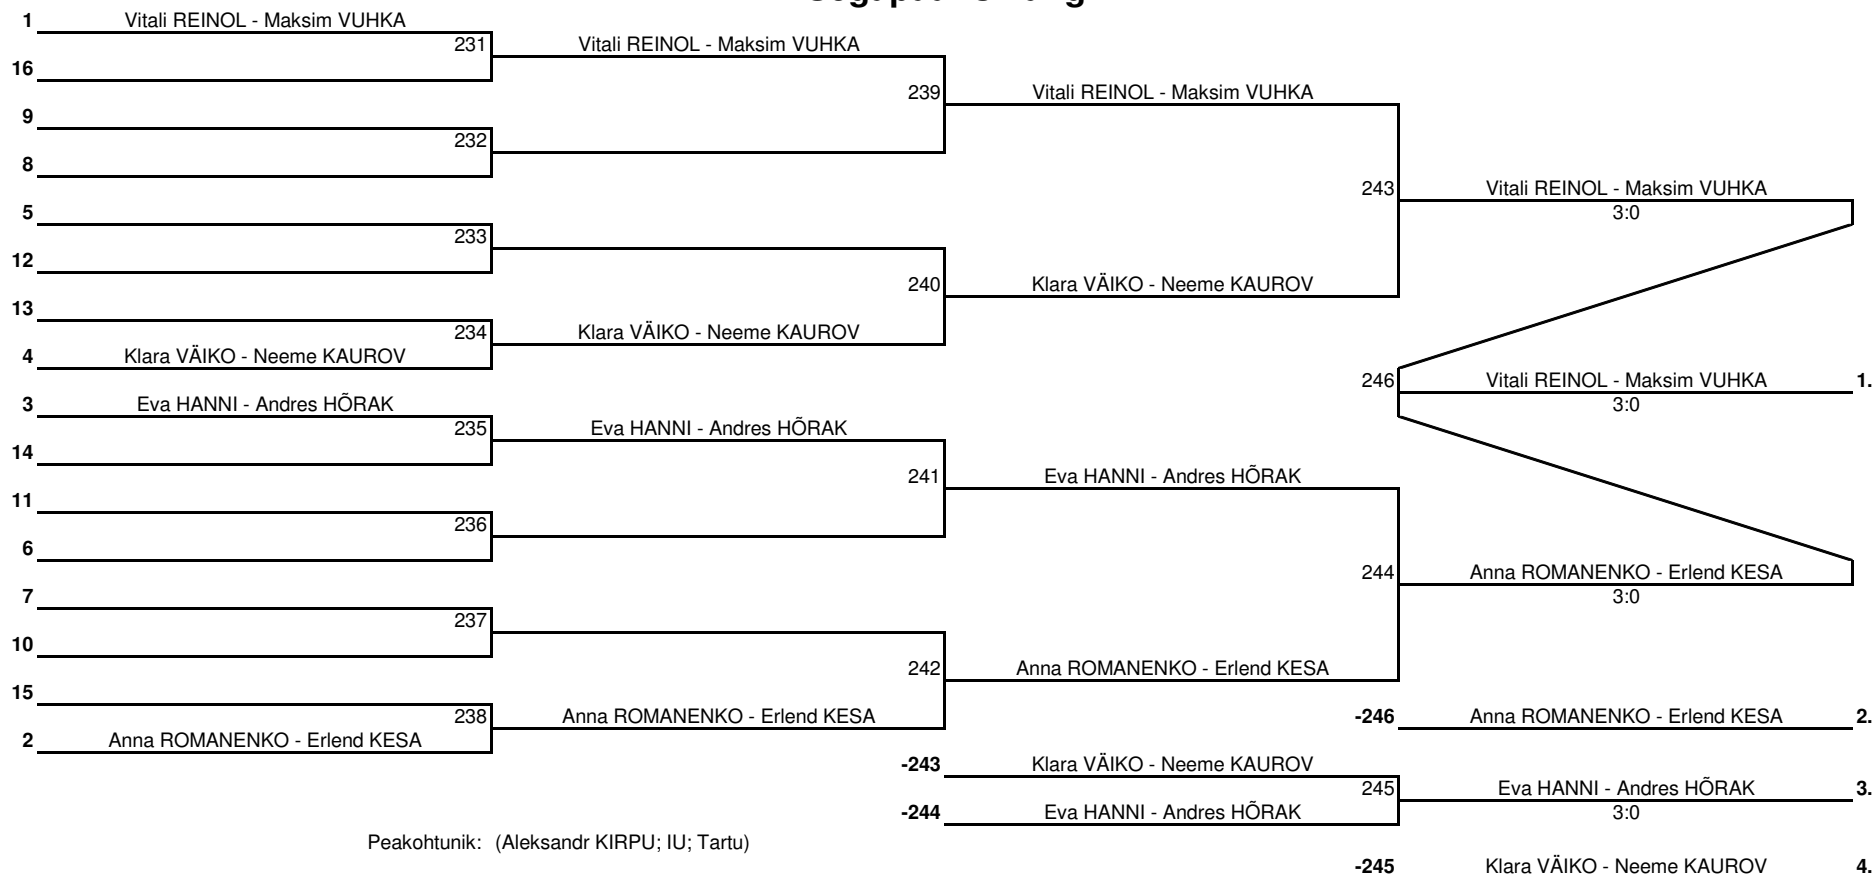 1 Vitali REINOL - Maksim VUHKA
231 Vitali REINOL - Maksim VUHKA
16
239 Vitali REINOL - Maksim VUHKA
9
232
8
243 Vitali REINOL - Maksim VUHKA
5
3:0
233
12
240 Klara VÄIKO - Neeme KAUROV
13
234 Klara VÄIKO - Neeme KAUROV
4 Klara VÄIKO - Neeme KAUROV
246 Vitali REINOL - Maksim VUHKA 1.
3 Eva HANNI - Andres HÕRAK
3:0
235 Eva HANNI - Andres HÕRAK
14
241 Eva HANNI - Andres HÕRAK
11
236
6
244 Anna ROMANENKO - Erlend KESA
7
3:0
237
10
242 Anna ROMANENKO - Erlend KESA
15
238 Anna ROMANENKO - Erlend KESA
-246 Anna ROMANENKO - Erlend KESA 2.
2 Anna ROMANENKO - Erlend KESA
-243 Klara VÄIKO - Neeme KAUROV
245 Eva HANNI - Andres HÕRAK 3.
-244 Eva HANNI - Andres HÕRAK
3:0
Peakohtunik: (Aleksandr KIRPU; IU; Tartu)
-245 Klara VÄIKO - Neeme KAUROV 4.